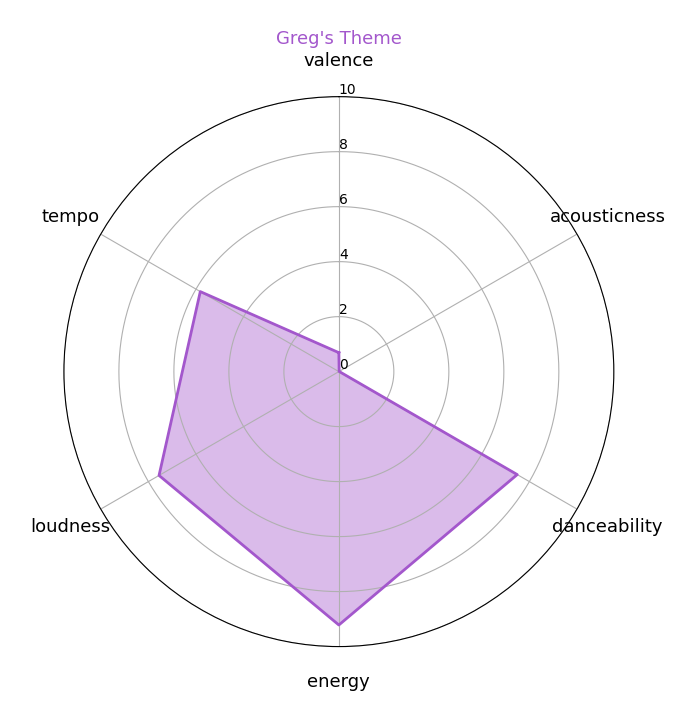 Greg's Theme
valence
10
8
tempo
acousticness
6
4
2
0
loudness
danceability
energy